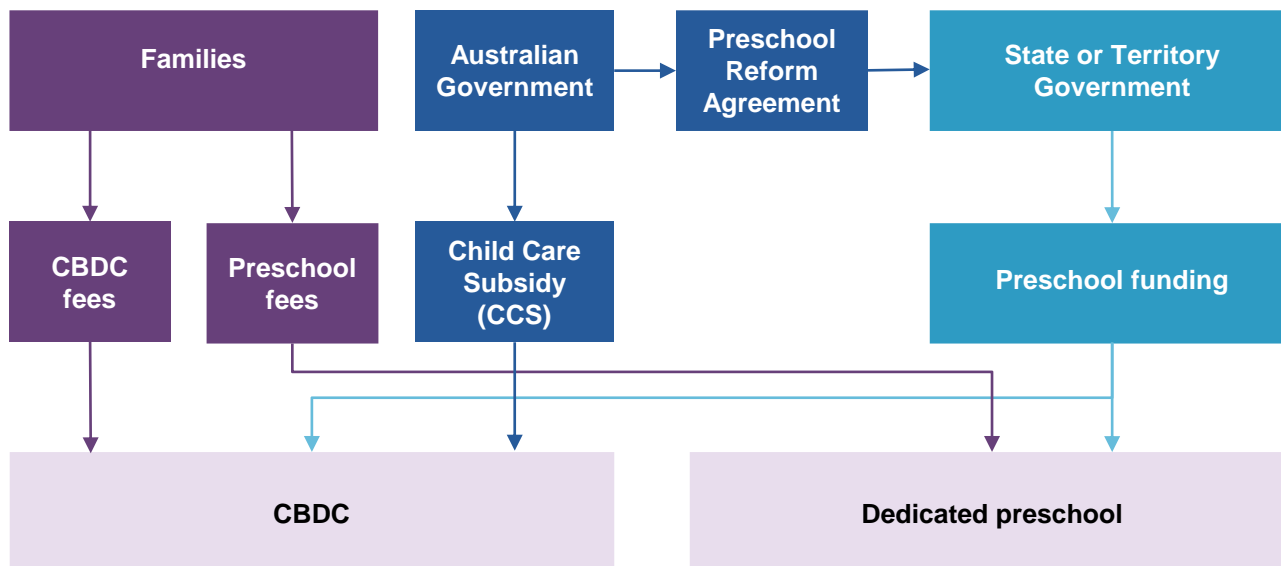 Families
Australian
Government
Preschool
Reform
Agreement
State or Territory
Government
CBDC
fees
Preschool
fees
Child Care
Subsidy
(CCS)
Preschool funding
CBDC
Dedicated preschool